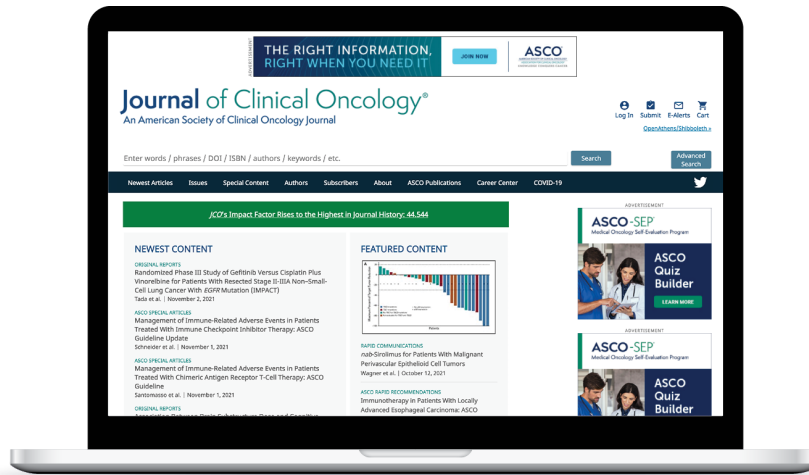 ADVERTISEMENT
THE RIGHT INFORMATION,
RIGHT WHEN YOU NEED IT
JOIN NOW
ASCO
Journal of Clinical Oncology®
An American Society of Clinical Oncology Journal
Log In Submit E-Alerts Cart
OpenAthens/Shibboleth »
Enter words / phrases / DOI / ISBN / authors / keywords / etc.
Search
Advanced
Search
Newest Articles Issues Special Content Authors Subscribers About ASCO Publications Career Center COVID-19
JCO's Impact Factor Rises to the Highest in Journal History: 44.544
NEWEST CONTENT
ORIGINAL REPORTS
Randomized Phase III Study of Gefitinib Versus Cisplatin Plus
Vinorelbine for Patients With Resected Stage II-IIIA Non–Small-
Cell Lung Cancer With EGFR Mutation (IMPACT)
Tada et al. | November 2, 2021
ASCO SPECIAL ARTICLES
Management of Immune-Related Adverse Events in Patients
Treated With Immune Checkpoint Inhibitor Therapy: ASCO
Guideline Update
Schneider et al. | November 1, 2021
ASCO SPECIAL ARTICLES
Management of Immune-Related Adverse Events in Patients
Treated With Chimeric Antigen Receptor T-Cell Therapy: ASCO
Guideline
Santomasso et al. | November 1, 2021
ORIGINAL REPORTS
Association Between Brain Substructure Dose and Cognitive
FEATURED CONTENT
A
Patients
RAPID COMMUNICATIONS
nab-Sirolimus for Patients With Malignant
Perivascular Epithelioid Cell Tumors
Wagner et al. | October 12, 2021
ASCO RAPID RECOMMENDATIONS
Immunotherapy in Patients With Locally
Advanced Esophageal Carcinoma: ASCO
ADVERTISEMENT
ASCO-SEP
Medical Oncology Self-Evaluation Program
ASCO
Quiz
Builder
LEARN MORE
ADVERTISEMENT
ASCO-SEP
Medical Oncology Self-Evaluation Program
ASCO
Quiz
Builder